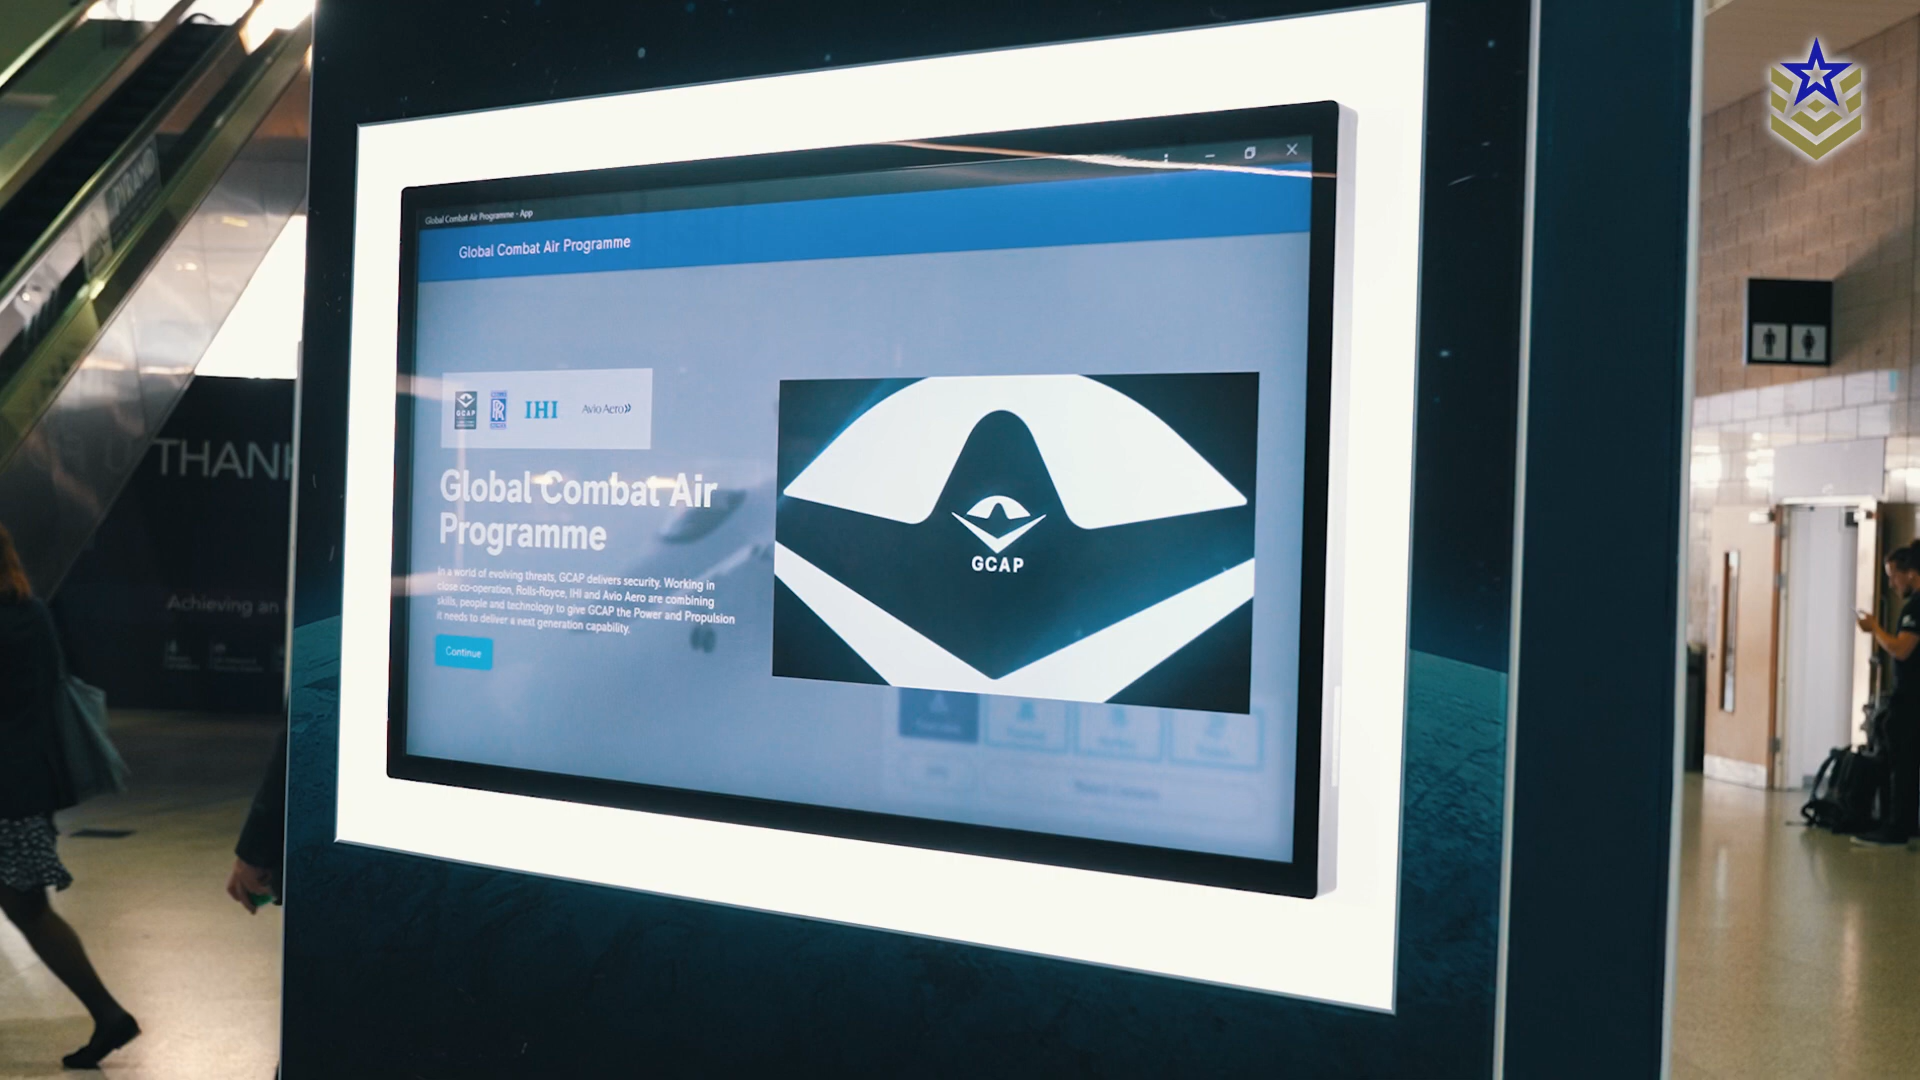 PYRAMID
THANK
Achieving an
Global Combat Air Programme - App
Global Combat Air Programme
GCAP
IHI
Avio Aero
Global Combat Air
Programme
In a world of evolving threats, GCAP delivers security. Working in
close co-operation, Rolls-Royce, IHI and Avio Aero are combining
skills, people and technology to give GCAP the Power and Propulsion
it needs to deliver a next generation capability.
Continue
GCAP